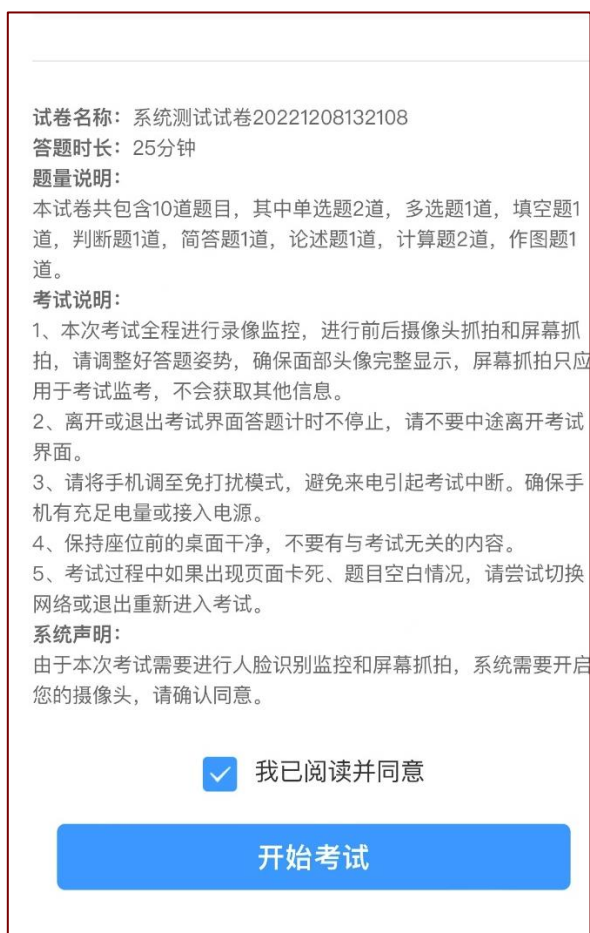 试卷名称：系统测试试卷20221208132108
答题时长：25分钟
题量说明：
本试卷共包含10道题目，其中单选题2道，多选题1道，填空题1
道，判断题1道，简答题1道，论述题1道，计算题2道，作图题1
道。
考试说明：
1、本次考试全程进行录像监控，进行前后摄像头抓拍和屏幕抓
拍，请调整好答题姿势，确保面部头像完整显示，屏幕抓拍只应
用于考试监考，不会获取其他信息。
2、离开或退出考试界面答题计时不停止，请不要中途离开考试
界面。
3、请将手机调至免打扰模式，避免来电引起考试中断。确保手
机有充足电量或接入电源。
4、保持座位前的桌面干净，不要有与考试无关的内容。
5、考试过程中如果出现页面卡死、题目空白情况，请尝试切换
网络或退出重新进入考试。
系统声明：
由于本次考试需要进行人脸识别监控和屏幕抓拍，系统需要开启
您的摄像头，请确认同意。
我已阅读并同意
开始考试